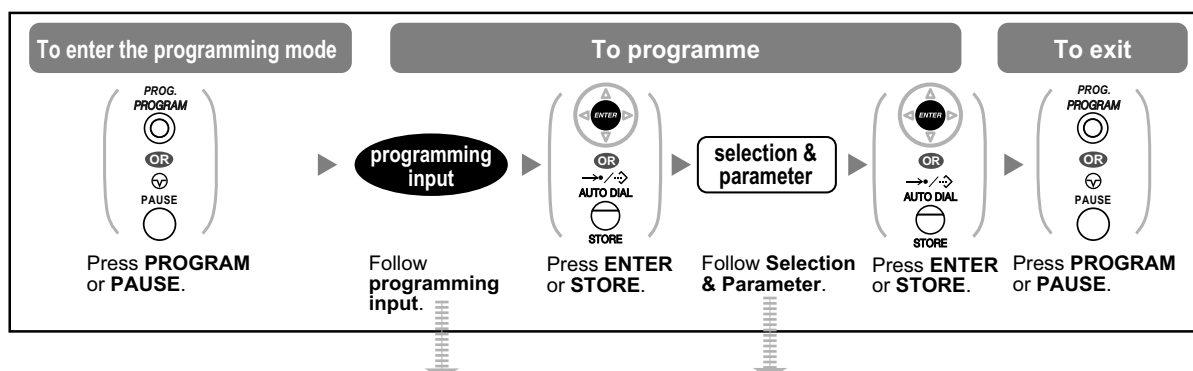 To enter the programming mode
To programme
To exit
PROG.
PROGRAM
OR
PAUSE
programming
input
ENTER
OR
AUTO DIAL
STORE
selection &
parameter
ENTER
OR
AUTO DIAL
STORE
PROG.
PROGRAM
OR
PAUSE
Press PROGRAM
or PAUSE.
Follow
programming
input.
Press ENTER
or STORE.
Follow Selection
& Parameter.
Press ENTER
or STORE.
Press PROGRAM
or PAUSE.